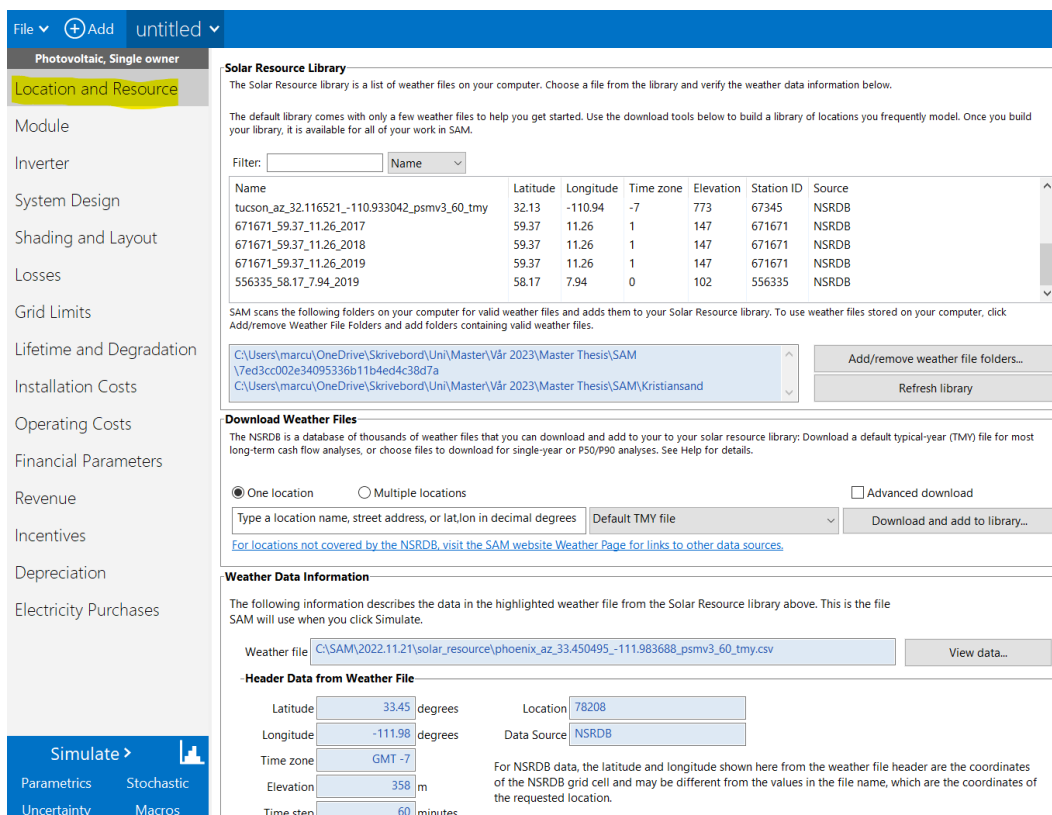 File Add untitled
Photovoltaic, Single owner
Location and Resource
Module
Inverter
System Design
Shading and Layout
Losses
Grid Limits
Lifetime and Degradation
Installation Costs
Operating Costs
Financial Parameters
Revenue
Incentives
Depreciation
Electricity Purchases
Simulate >
Parametrics Stochastic
Uncertainty Macros
Solar Resource Library
The Solar Resource library is a list of weather files on your computer. Choose a file from the library and verify the weather data information below.
The default library comes with only a few weather files to help you get started. Use the download tools below to build a library of locations you frequently model. Once you build
your library, it is available for all of your work in SAM.
Filter: Name
Name Latitude Longitude Time zone Elevation Station ID Source
tucson_az_32.116521_-110.933042_psmv3_60_tmy 32.13 -110.94 -7 773 67345 NSRDB
671671_59.37_11.26_2017 59.37 11.26 1 147 671671 NSRDB
671671_59.37_11.26_2018 59.37 11.26 1 147 671671 NSRDB
671671_59.37_11.26_2019 59.37 11.26 1 147 671671 NSRDB
556335_58.17_7.94_2019 58.17 7.94 0 102 556335 NSRDB
SAM scans the following folders on your computer for valid weather files and adds them to your Solar Resource library. To use weather files stored on your computer, click
Add/remove Weather File Folders and add folders containing valid weather files.
C:\Users\marcu\OneDrive\Skrivebord\Uni\Master\Vår 2023\Master Thesis\SAM
\7ed3cc002e34095336b11b4ed4c38d7a
C:\Users\marcu\OneDrive\Skrivebord\Uni\Master\Vår 2023\Master Thesis\SAM\Kristiansand
Add/remove weather file folders...
Refresh library
Download Weather Files
The NSRDB is a database of thousands of weather files that you can download and add to your to your solar resource library: Download a default typical-year (TMY) file for most
long-term cash flow analyses, or choose files to download for single-year or P50/P90 analyses. See Help for details.
One location Multiple locations Advanced download
Type a location name, street address, or lat,lon in decimal degrees Default TMY file Download and add to library...
For locations not covered by the NSRDB, visit the SAM website Weather Page for links to other data sources.
Weather Data Information
The following information describes the data in the highlighted weather file from the Solar Resource library above. This is the file
SAM will use when you click Simulate.
Weather file C:\SAM\2022.11.21\solar_resource\phoenix_az_33.450495_-111.983688_psmv3_60_tmy.csv View data...
-Header Data from Weather File
Latitude 33.45 degrees Location 78208
Longitude -111.98 degrees Data Source NSRDB
Time zone GMT -7
Elevation 358 m
Time step 60 minutes
For NSRDB data, the latitude and longitude shown here from the weather file header are the coordinates
of the NSRDB grid cell and may be different from the values in the file name, which are the coordinates of
the requested location.